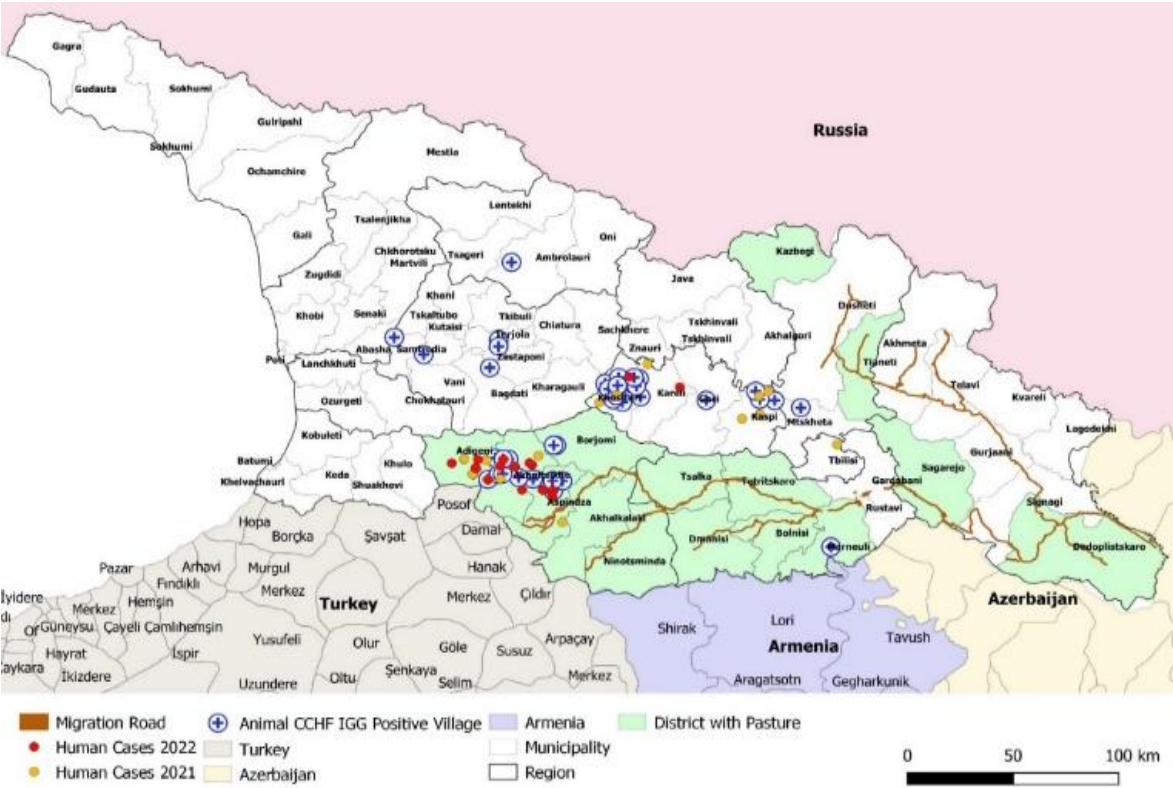 Gagra
Gudauta
Sokhumi
Gulripshi
Sokhumi
Russia
Mestia
Ochamchire
Lentekhi
Tsalenjikha
Gali
Oni
Chkhorotsku
Tsageri
Ambrolauri
Martvili
Kazbegi
Zugdidi
Java
Khoni
Dusheti
Khobi
Senaki
Tskaltubo
Tkibuli
Kutaisi
Chiatura
Sachkhere
Tskhinvali
Tskhinvali
Akhalgori
Akhmeta
Terjola
Znauri
Abasha
Samtredia
Zestaponi
Tianeti
Poti
Lanchkhuti
Telavi
Vani
Kharagauli
Khashuri
Kareli
Gori
Kvareli
Ozurgeti
Chokhatauri
Bagdati
Kaspi
Mtskheta
Lagodekhi
Kobuleti
Borjomi
Adigeni
Gurjaani
Batumi
Khulo
Tbilisi
Keda
Akhaltsikhe
Sagarejo
Khelvachauri
Shuakhevi
Tsalka
Tetritskaro
Gardabani
Posof
Aspindza
Rustavi
Signagi
Hopa
Akhalkalaki
Borçka
Şavşat
Damal
Dmanisi
Bolnisi
Marneuli
Dedoplistskaro
Ninotsminda
Pazar
Arhavi
Murgul
Hanak
Fındıklı
Merkez
Merkez
Çıldır
İyidere
Hemşin
Turkey
Azerbaijan
Merkez
Of
Güneysu
Çayeli
Çamlıhemşin
Shirak
Lori
Tavush
Yusufeli
Olur
Göle
Susuz
Arpaçay
Armenia
Hayrat
İspir
İkizdere
Şenkaya
Merkez
Uzundere
Oltu
Selim
Aragatsotn
Gegharkunik
Migration Road
Human Cases 2022
Human Cases 2021
Animal CCHF IGG Positive Village
Turkey
Azerbaijan
Armenia
Municipality
Region
District with Pasture
0 50 100 km